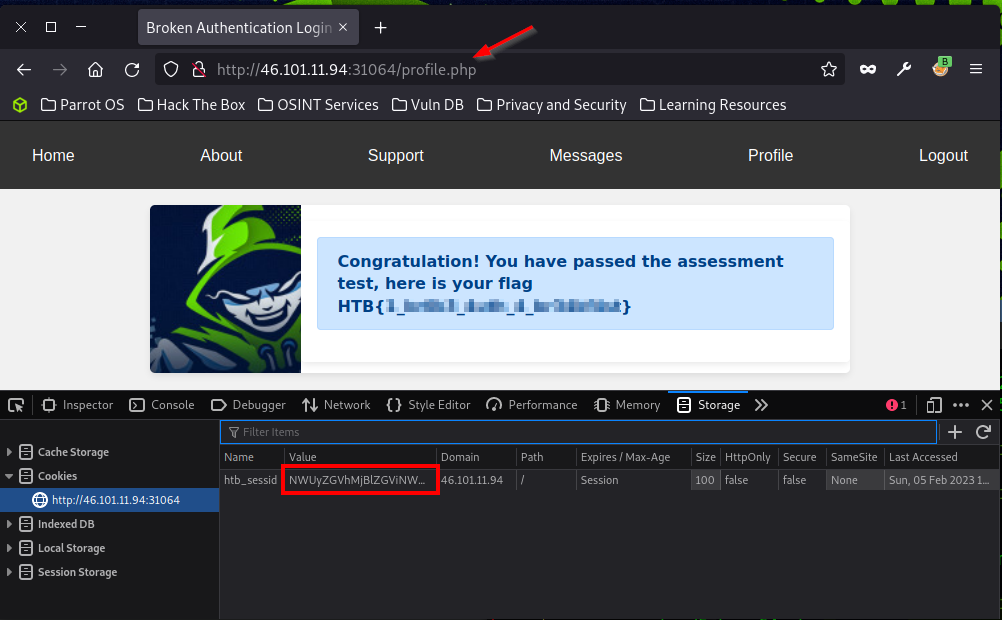 Broken Authentication Login
http://46.101.11.94:31064/profile.php
B
Parrot OS Hack The Box OSINT Services Vuln DB Privacy and Security Learning Resources
Home About Support Messages Profile Logout
Congratulation! You have passed the assessment
test, here is your flag
HTB{ }
Inspector Console Debugger Network Style Editor Performance Memory Storage 1
Filter Items
Cache Storage
Cookies
http://46.101.11.94:31064
Indexed DB
Local Storage
Session Storage
Name Value Domain Path Expires / Max-Age Size HttpOnly Secure SameSite Last Accessed
htb_sessid NWUyZGVhMjBlZGViNW... 46.101.11.94 / Session 100 false false None Sun, 05 Feb 2023 1...